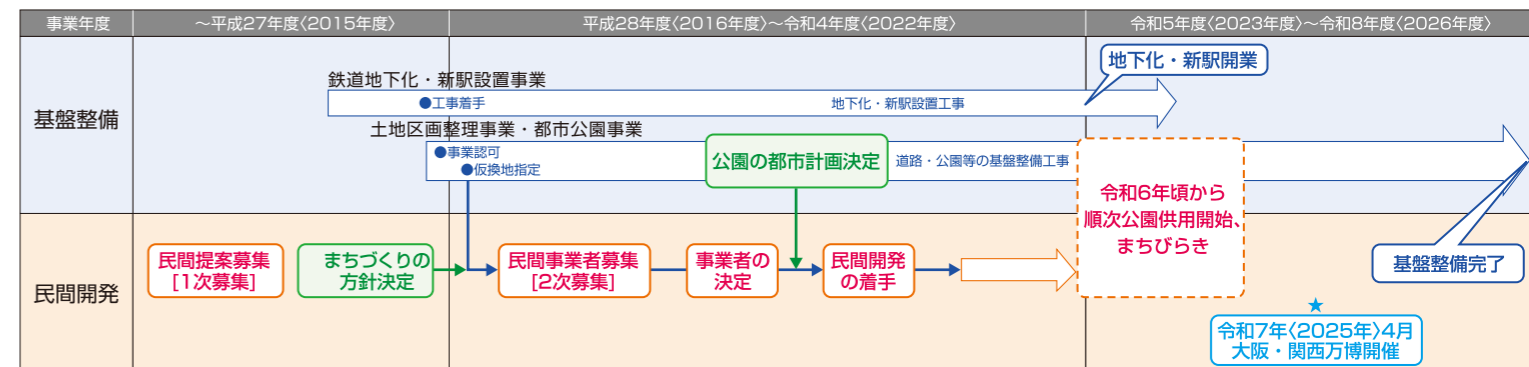 事業年度
～平成27年度〈2015年度〉
平成28年度〈2016年度〉～令和4年度〈2022年度〉
令和5年度〈2023年度〉～令和8年度〈2026年度〉
基盤整備
鉄道地下化・新駅設置事業
●工事着手
地下化・新駅設置工事
地下化・新駅開業
土地区画整理事業・都市公園事業
●事業認可
●仮換地指定
公園の都市計画決定
道路・公園等の基盤整備工事
令和6年頃から
順次公園供用開始、
まちびらき
基盤整備完了
民間開発
民間提案募集
[1次募集]
まちづくりの
方針決定
民間事業者募集
[2次募集]
事業者の
決定
民間開発
の着手
★
令和7年〈2025年〉4月
大阪・関西万博開催